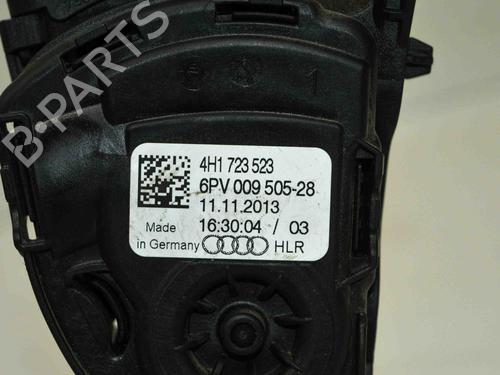 B-PARTS
1
4H1 723 523
6PV 009 505-28
11.11.2013
Made 16:30:04 / 03
in Germany HLR